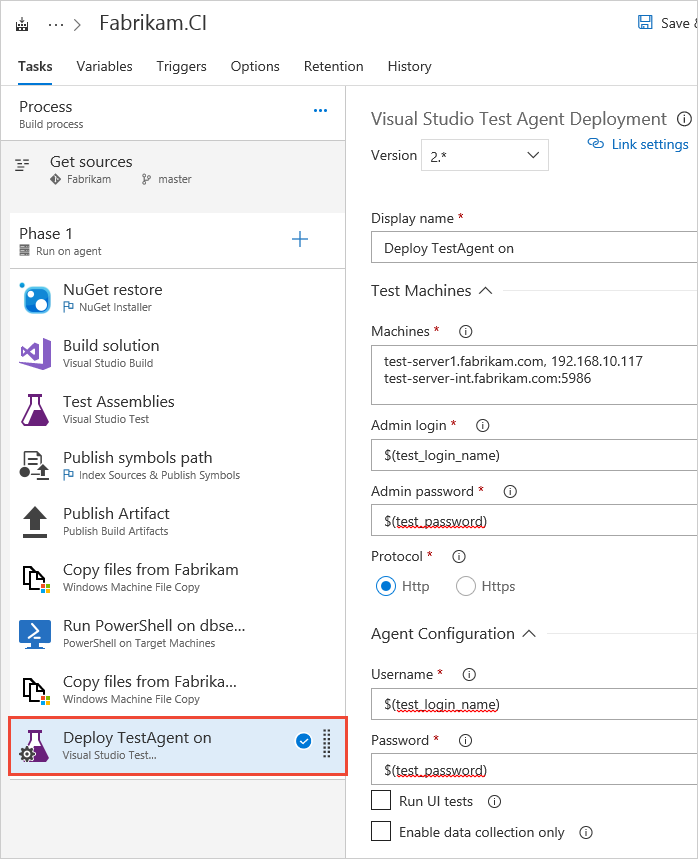 ··· > Fabrikam.CI
Save &
Tasks Variables Triggers Options Retention History
Process
Build process
Get sources
Fabrikam master
Phase 1
Run on agent
NuGet restore
NuGet Installer
Build solution
Visual Studio Build
Test Assemblies
Visual Studio Test
Publish symbols path
Index Sources & Publish Symbols
Publish Artifact
Publish Build Artifacts
Copy files from Fabrikam
Windows Machine File Copy
Run PowerShell on dbse...
PowerShell on Target Machines
Copy files from Fabrika...
Windows Machine File Copy
Deploy TestAgent on
Visual Studio Test...
Visual Studio Test Agent Deployment
Version 2.*
Link settings
Display name *
Deploy TestAgent on
Test Machines
Machines *
test-server1.fabrikam.com, 192.168.10.117
test-server-int.fabrikam.com:5986
Admin login *
$(test_login_name)
Admin password *
$(test_password)
Protocol *
Http Https
Agent Configuration
Username *
$(test_login_name)
Password *
$(test_password)
Run UI tests
Enable data collection only